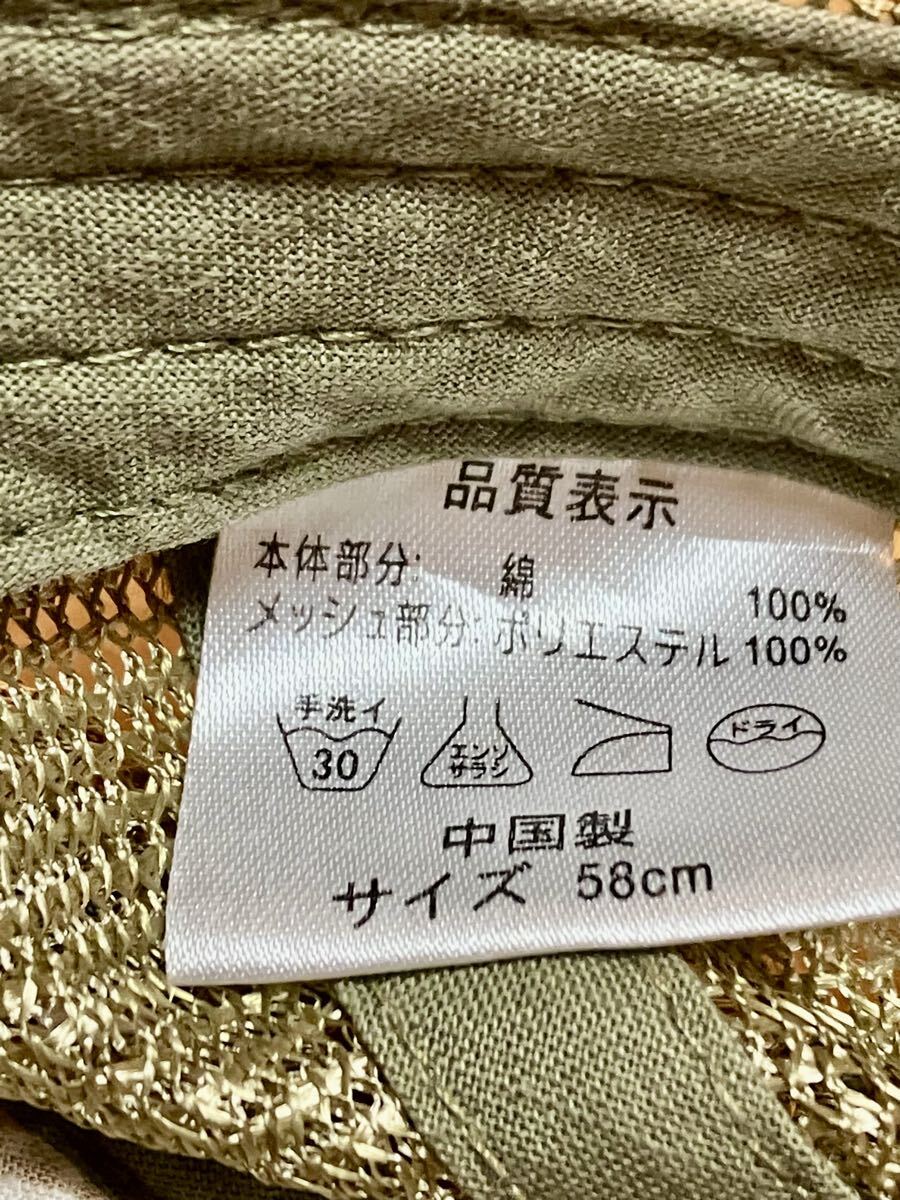 品質表示
本体部分: 綿 100%
メッシュ部分: ポリエステル 100%
手洗イ 30
エンソサラシ
ドライ
中国製
サイズ 58cm